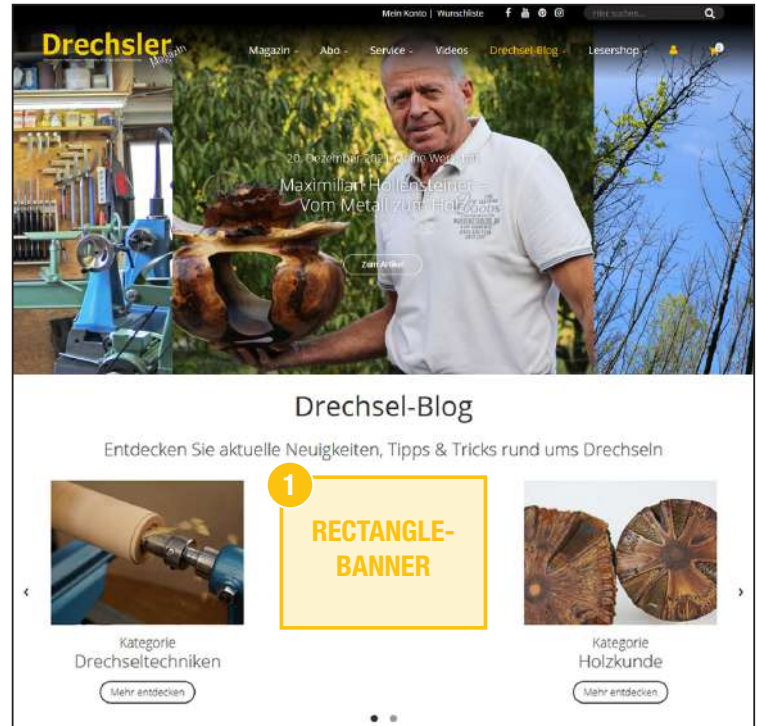 Mein Konto | Wunschliste
Hier suchen...
Drechsler
Magazin
Magazin Abo Service Videos Drechsel-Blog Lesershop
20. Dezember 2021
Maximilian Hollensteiner –
Vom Metall zum Holz
GOODS
Zum Artikel
Drechsel-Blog
Entdecken Sie aktuelle Neuigkeiten, Tipps & Tricks rund ums Drechseln
1
RECTANGLE-
BANNER
Kategorie
Drechseltechniken
Mehr entdecken
Kategorie
Holzkunde
Mehr entdecken